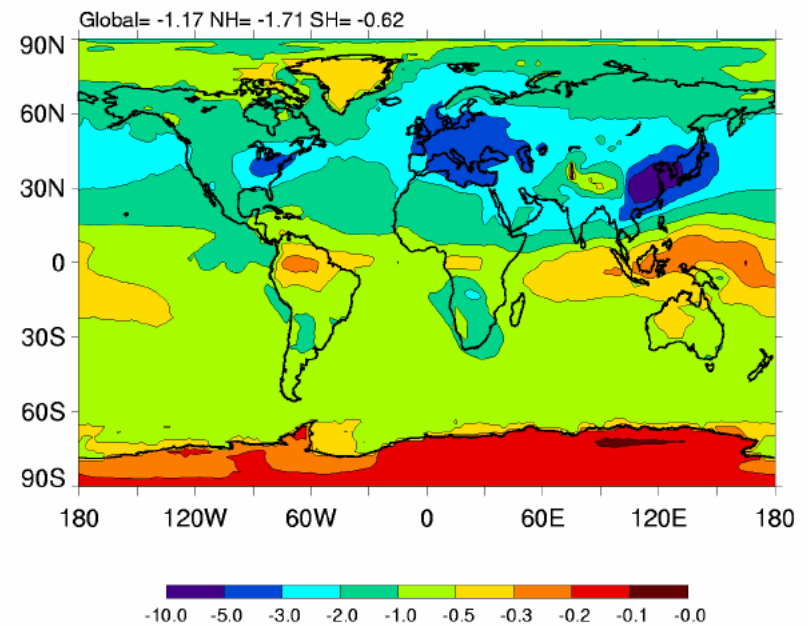 Global= -1.17 NH= -1.71 SH= -0.62
90N
60N
30N
0
30S
60S
90S
180 120W 60W 0 60E 120E 180
-10.0 -5.0 -3.0 -2.0 -1.0 -0.5 -0.3 -0.2 -0.1 -0.0